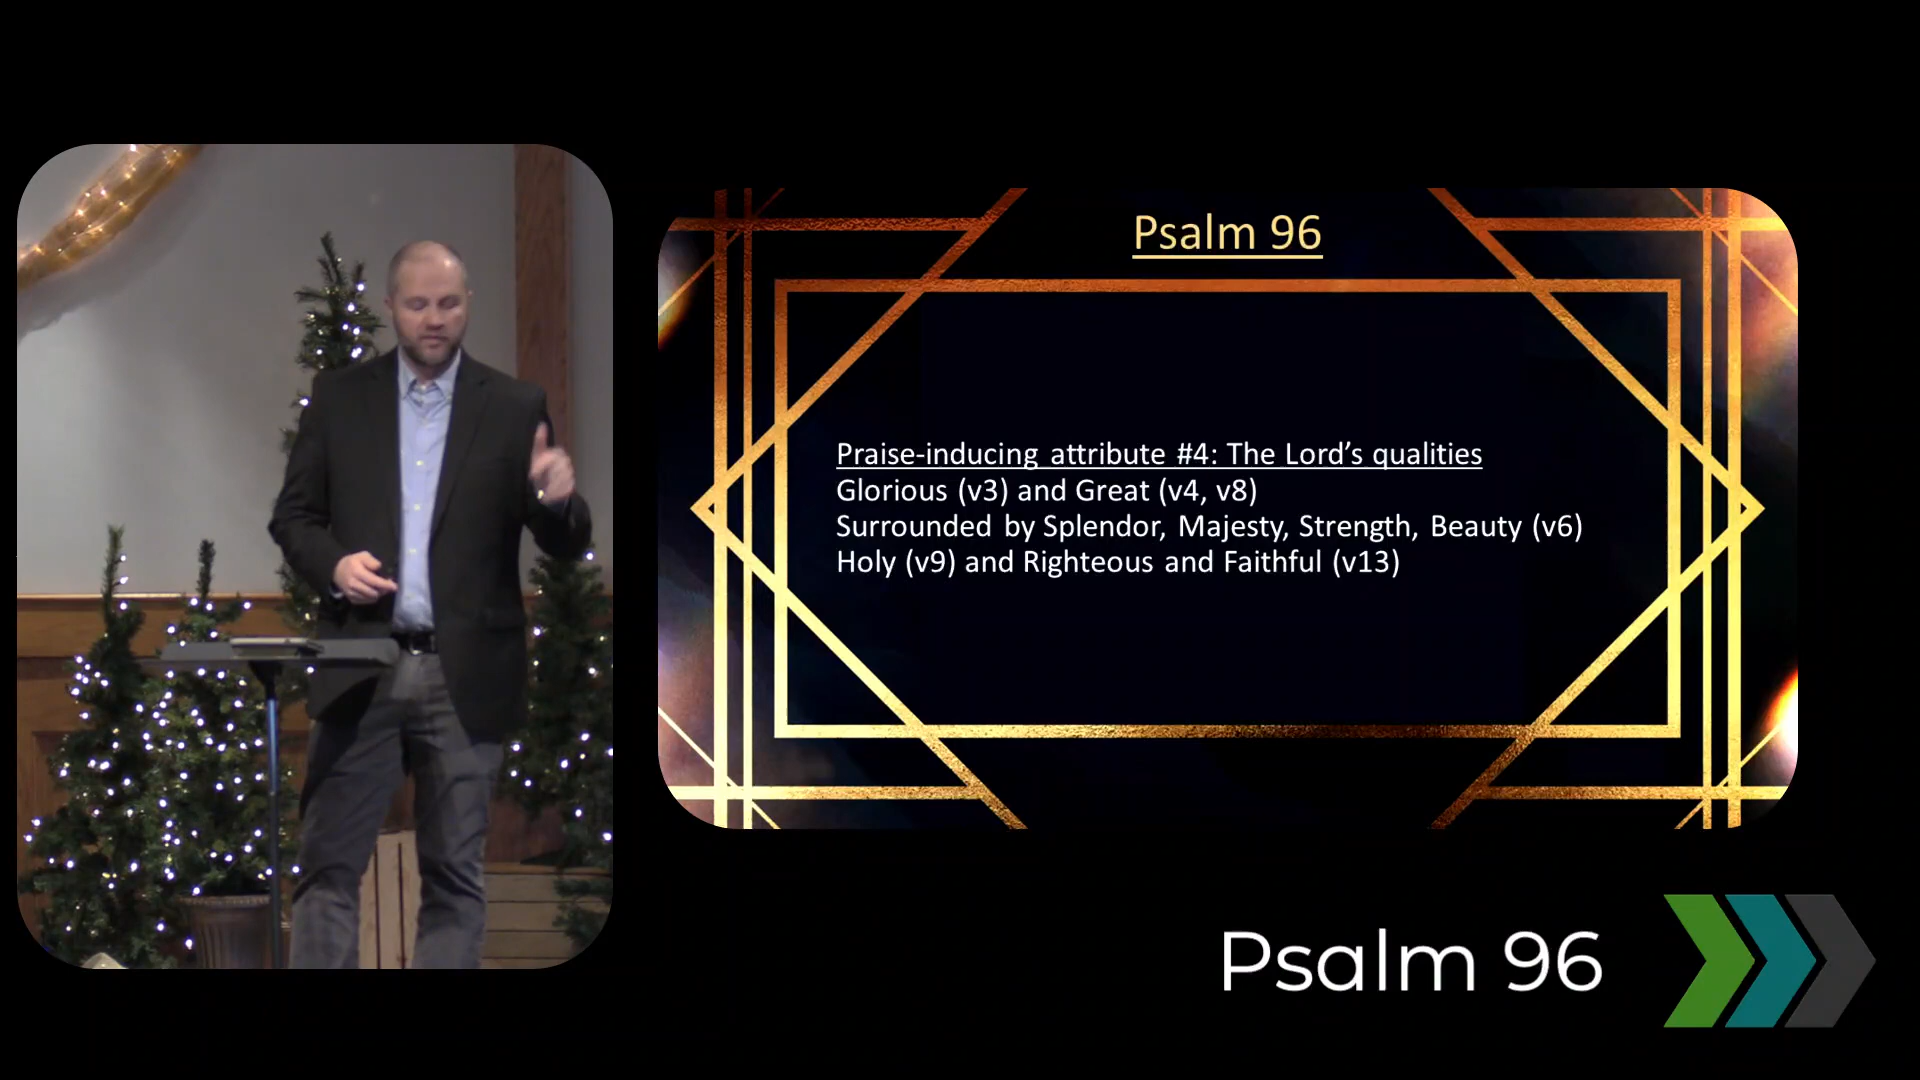 Psalm 96
Praise-inducing attribute #4: The Lord’s qualities
Glorious (v3) and Great (v4, v8)
Surrounded by Splendor, Majesty, Strength, Beauty (v6)
Holy (v9) and Righteous and Faithful (v13)
Psalm 96